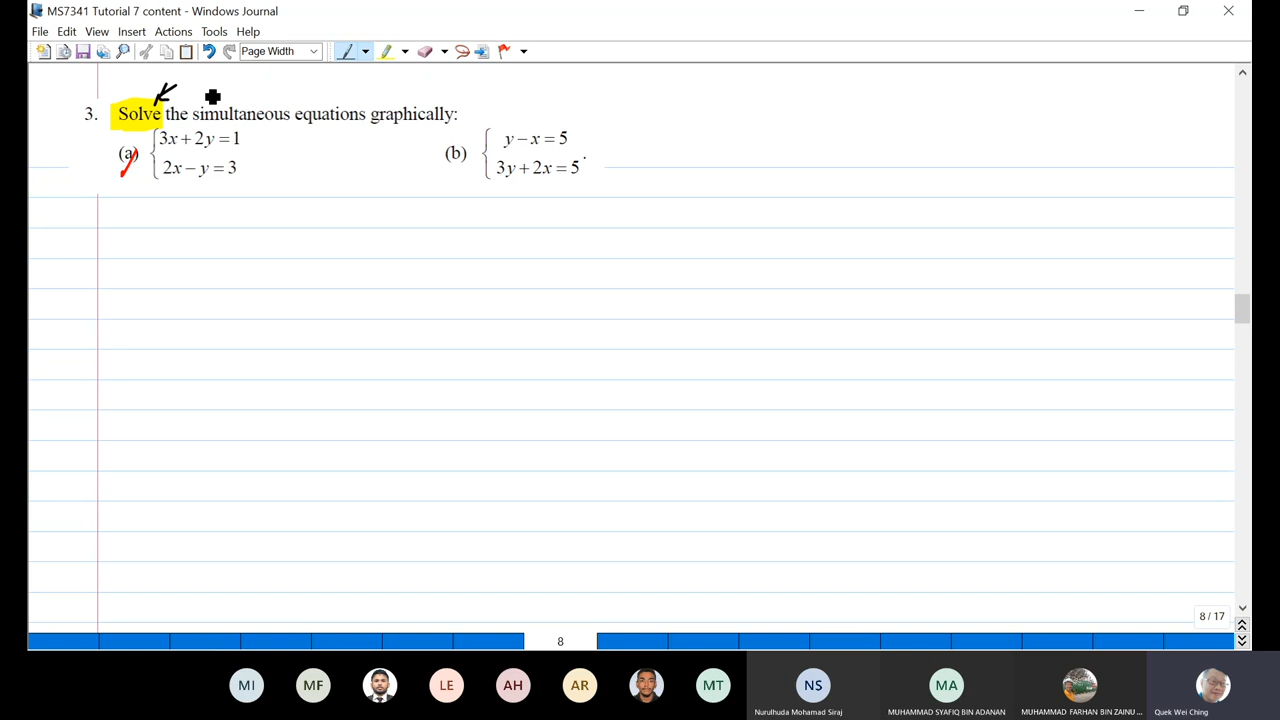 MS7341 Tutorial 7 content - Windows Journal
File Edit View Insert Actions Tools Help
Page Width
3. Solve the simultaneous equations graphically:
(a) { 3x + 2y = 1
2x − y = 3
(b) { y − x = 5
3y + 2x = 5
8 / 17
8
MI MF LE AH AR MT NS MA
Nurulhuda Mohamad Siraj MUHAMMAD SYAFIQ BIN ADANAN MUHAMMAD FARHAN BIN ZAINU ... Quek Wei Ching